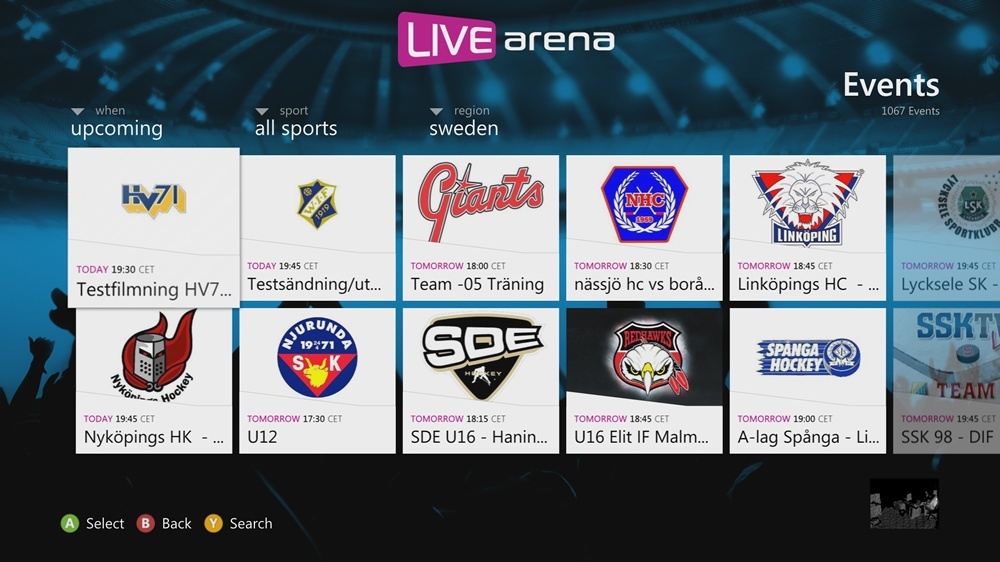 LIVE arena
Events
1067 Events
when
upcoming
sport
all sports
region
sweden
HV71
TODAY 19:30 CET
Testfilmning HV7...
WIFF
1919
TODAY 19:45 CET
Testsändning/ut...
Giants
TOMORROW 18:00 CET
Team -05 Träning
NHC
TOMORROW 18:30 CET
nässjö hc vs borå...
LINKÖPING
TOMORROW 18:45 CET
Linköpings HC - ...
LYCKSELE SPORTKLUBB
LSK
TOMORROW 19:45 CET
Lycksele SK -
Nyköpings Hockey
TODAY 19:45 CET
Nyköpings HK - ...
NJURUNDA
19 71
S K
TOMORROW 17:30 CET
U12
SDE
HOCKEY
TOMORROW 18:15 CET
SDE U16 - Hanin...
REDHAWKS
TOMORROW 18:45 CET
U16 Elit IF Malm...
SPÅNGA
HOCKEY
TOMORROW 19:00 CET
A-lag Spånga - Li...
SSKT
TEAM
TOMORROW 19:45 CET
SSK 98 - DIF
A Select B Back Y Search